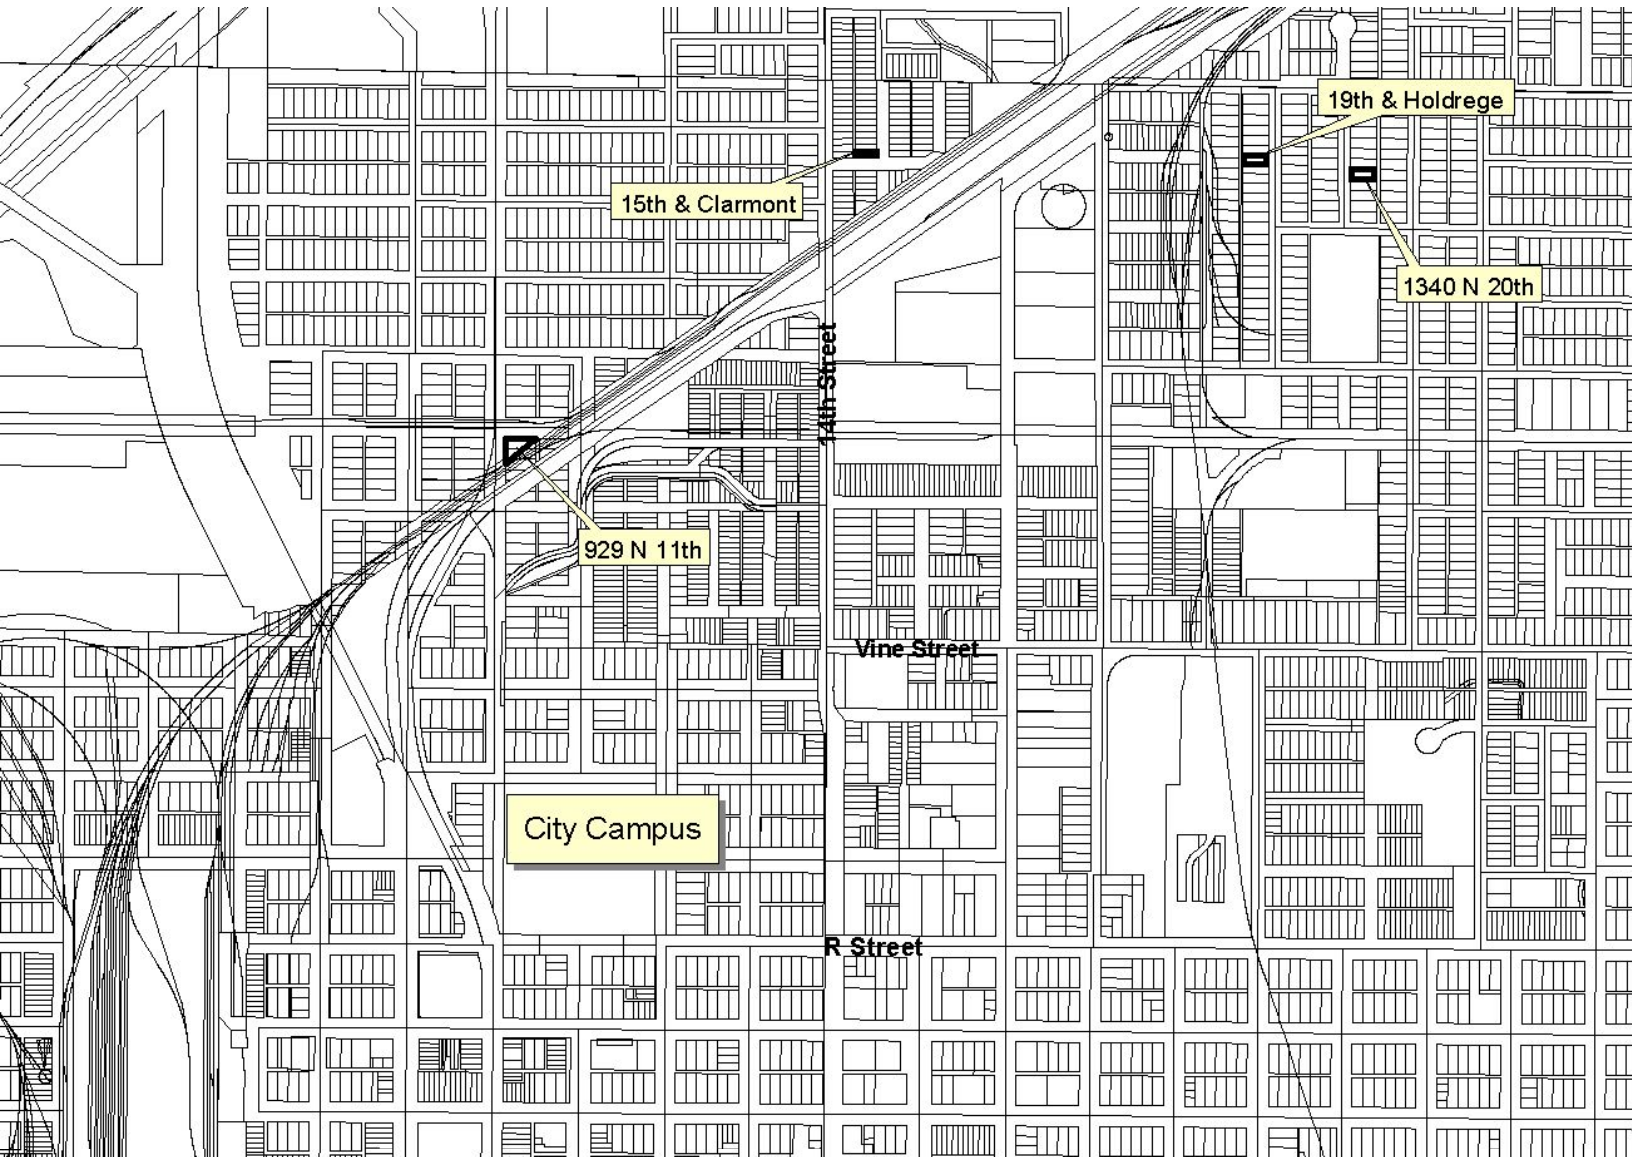 19th & Holdrege
15th & Clarmont
1340 N 20th
14th Street
929 N 11th
Vine Street
City Campus
R Street